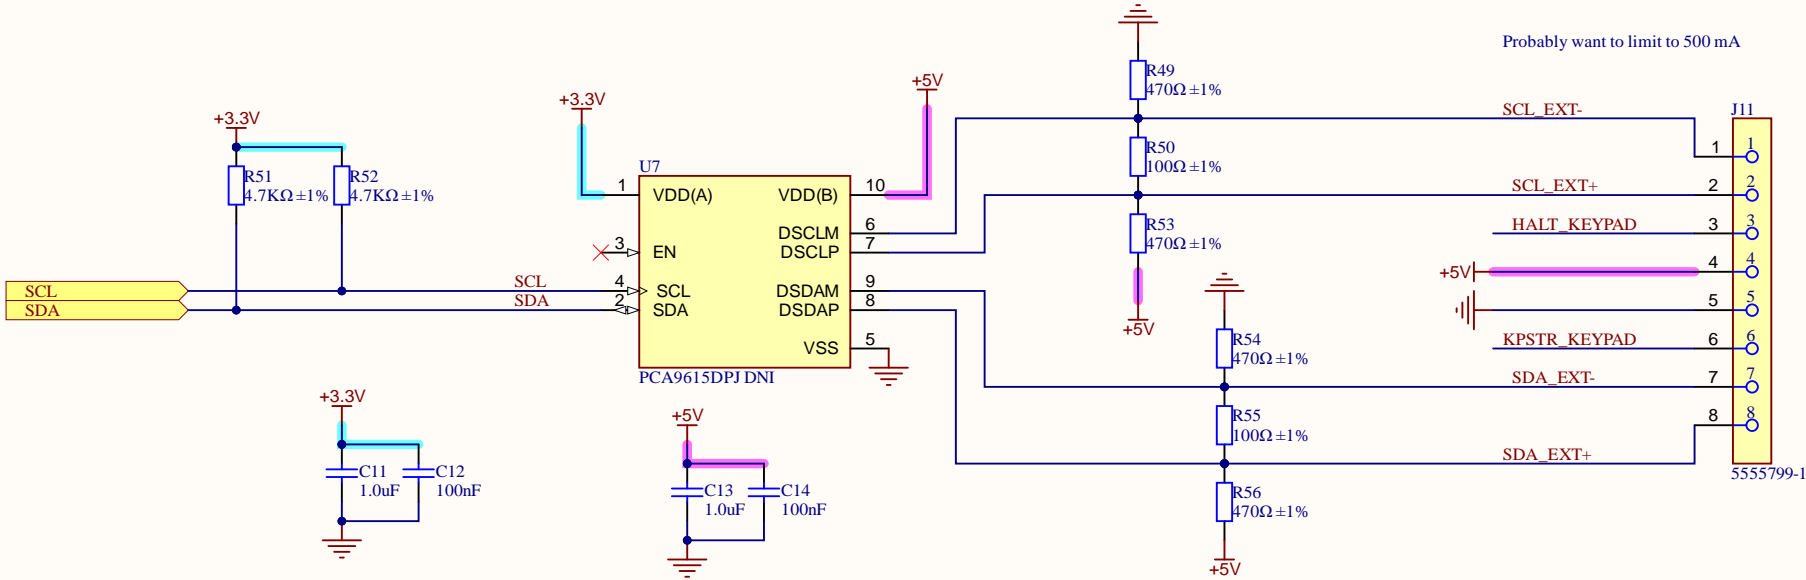 Probably want to limit to 500 mA
+5V
+3.3V
+3.3V
R49
470Ω ±1%
SCL_EXT-
J11
R51
4.7KΩ ±1%
R52
4.7KΩ ±1%
U7
1
VDD(A)
VDD(B)
10
R50
100Ω ±1%
1
1
SCL_EXT+
2
2
DSCLM
6
3
EN
DSCLP
7
R53
470Ω ±1%
HALT_KEYPAD
3
3
+5V
4
4
SCL
SDA
SCL
SDA
4
SCL
2
SDA
DSDAM
9
DSDAP
8
5
5
+5V
VSS
5
R54
470Ω ±1%
KPSTR_KEYPAD
6
6
PCA9615DPJ DNI
SDA_EXT-
7
7
+3.3V
+5V
R55
100Ω ±1%
8
8
SDA_EXT+
C11
1.0uF
C12
100nF
C13
1.0uF
C14
100nF
R56
470Ω ±1%
5555799-1
+5V